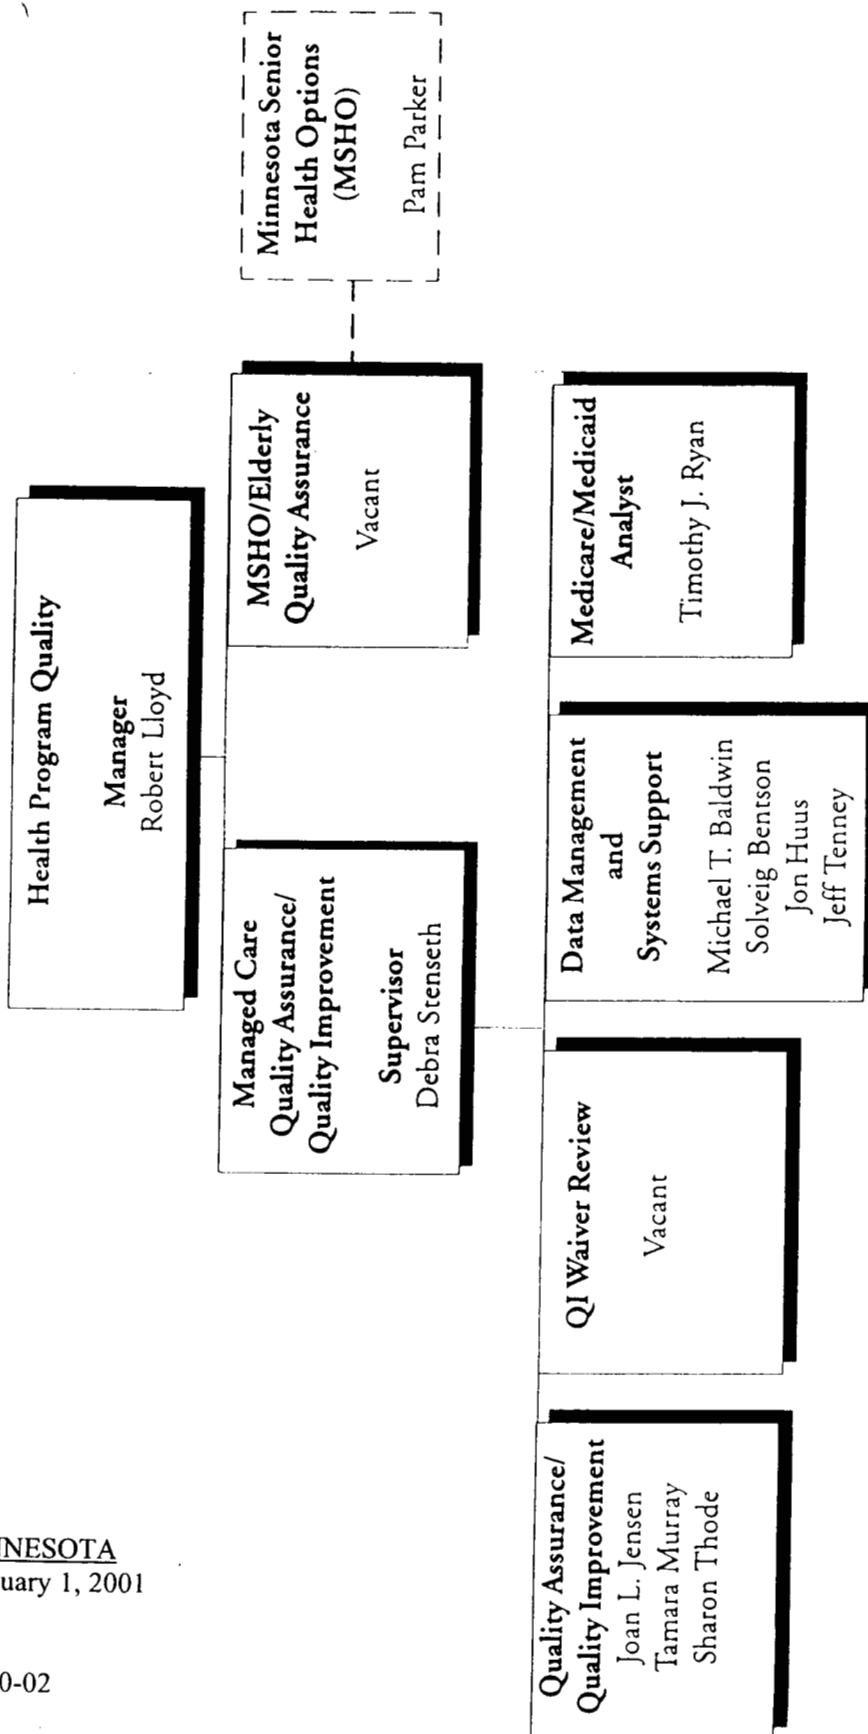 Health Program Quality
Manager
Robert Lloyd
Managed Care
Quality Assurance/
Quality Improvement
Supervisor
Debra Stenseth
MSHO/Elderly
Quality Assurance
Vacant
Minnesota Senior
Health Options
(MSHO)
Pam Parker
Quality Assurance/
Quality Improvement
Joan L. Jensen
Tamara Murray
Sharon Thode
QI Waiver Review
Vacant
Data Management
and
Systems Support
Michael T. Baldwin
Solveig Bentson
Jon Huus
Jeff Tenney
Medicare/Medicaid
Analyst
Timothy J. Ryan
NNESOTA
uary 1, 2001
0-02